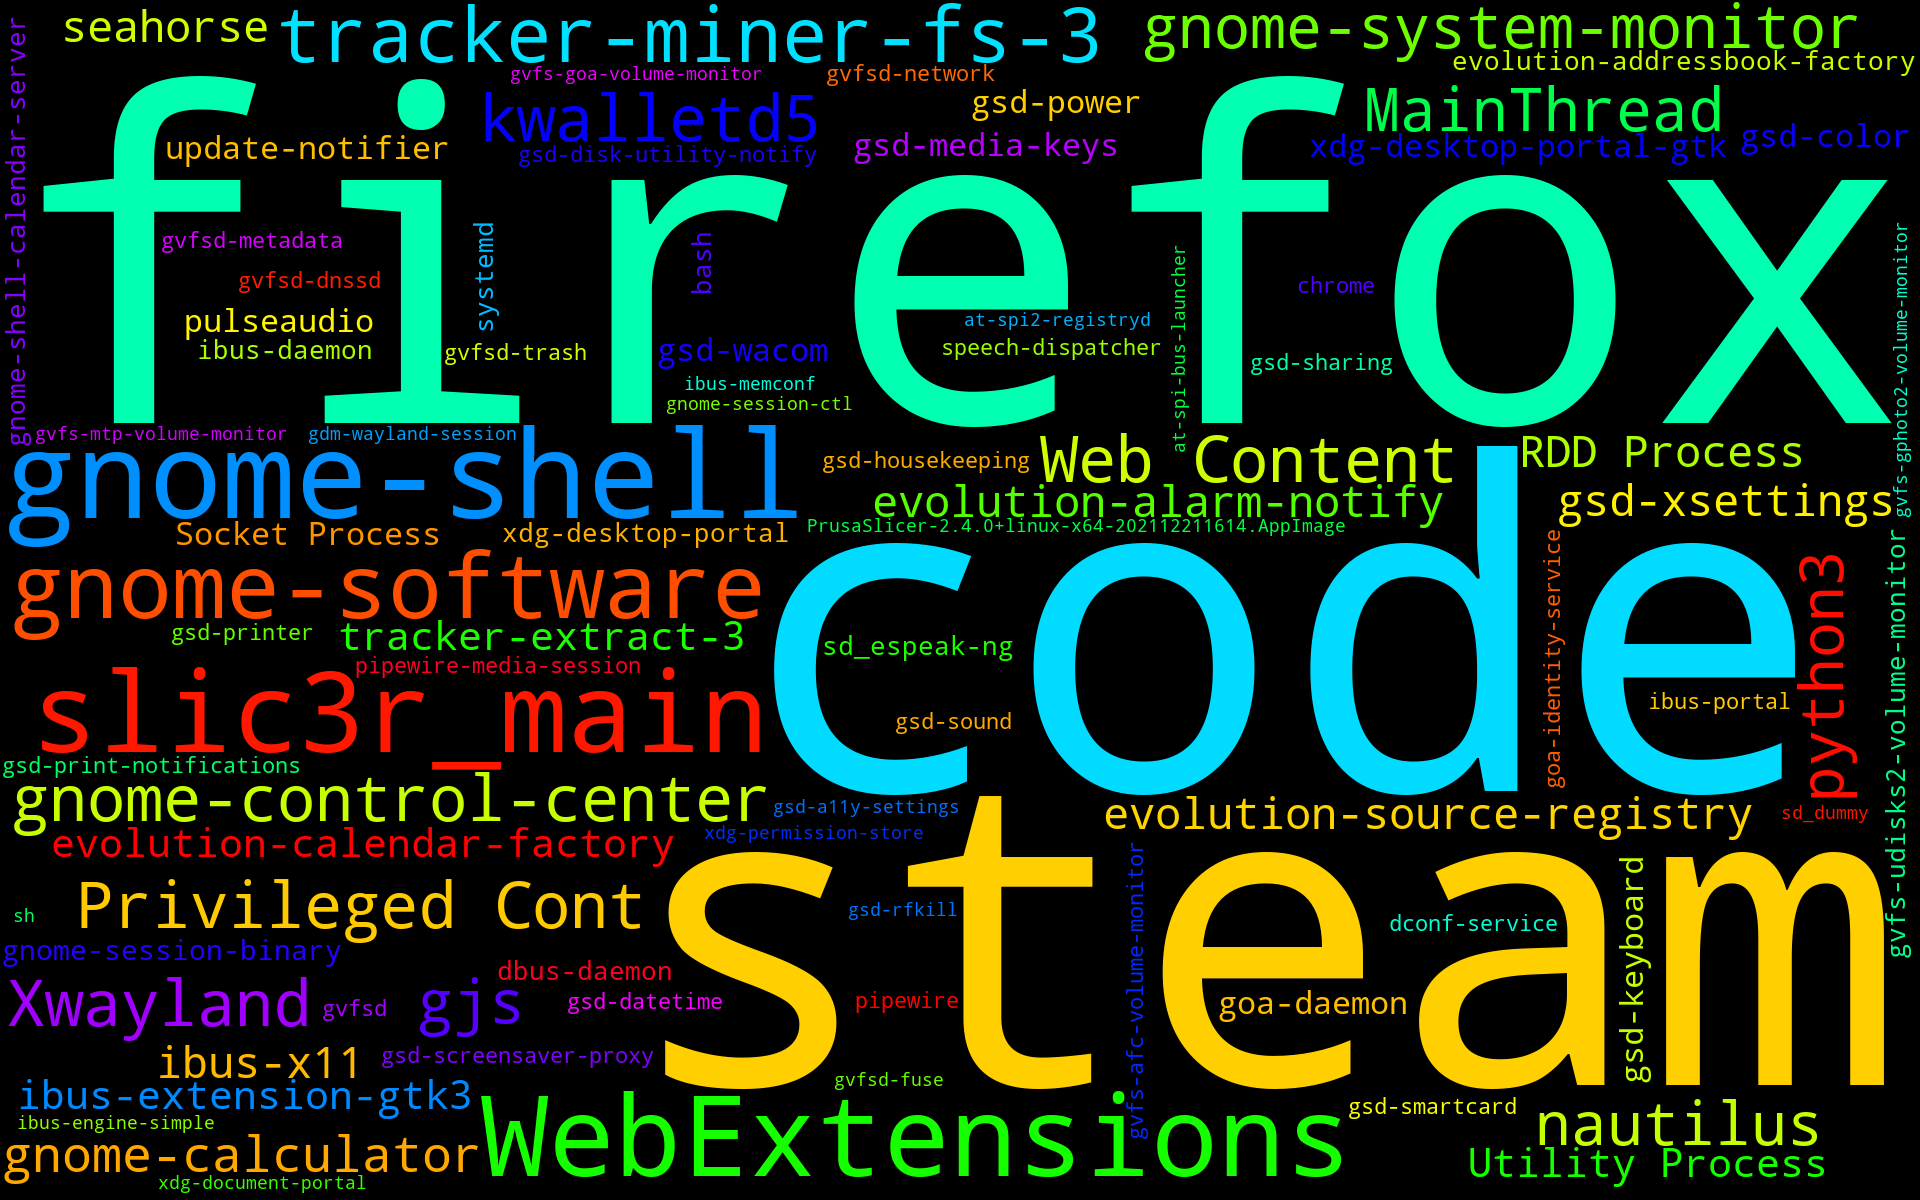 seahorse
tracker-miner-fs-3
gnome-system-monitor
evolution-addressbook-factory
gnome-shell-calendar-server
gvfs-goa-volume-monitor
gvfsd-network
kwalletd5
gsd-power
MainThread
update-notifier
gsd-disk-utility-notify
gsd-media-keys
xdg-desktop-portal-gtk
gsd-color
firefox
gvfsd-metadata
systemd
bash
gvfsd-dnssd
chrome
at-spi-bus-launcher
gvfs-gphoto2-volume-monitor
pulseaudio
at-spi2-registryd
ibus-daemon
gvfsd-trash
gsd-wacom
speech-dispatcher
gsd-sharing
ibus-memconf
gnome-session-ctl
gvfs-mtp-volume-monitor
gdm-wayland-session
gnome-shell
gsd-housekeeping
Web Content
RDD Process
evolution-alarm-notify
gsd-xsettings
Socket Process
xdg-desktop-portal
PrusaSlicer-2.4.0+linux-x64-202112211614.AppImage
gnome-software
code
goa-identity-service
python3
gvfs-udisks2-volume-monitor
gsd-printer
tracker-extract-3
sd_espeak-ng
pipewire-media-session
slic3r_main
gsd-sound
ibus-portal
gsd-print-notifications
gnome-control-center
gsd-a11y-settings
evolution-source-registry
sd_dummy
xdg-permission-store
evolution-calendar-factory
steam
Privileged Cont
sh
gsd-rfkill
gvfs-afc-volume-monitor
dconf-service
gsd-keyboard
gnome-session-binary
dbus-daemon
Xwayland
gvfsd
gjs
gsd-datetime
pipewire
goa-daemon
ibus-x11
gsd-screensaver-proxy
gvfsd-fuse
ibus-extension-gtk3
WebExtensions
gsd-smartcard
nautilus
ibus-engine-simple
gnome-calculator
Utility Process
xdg-document-portal